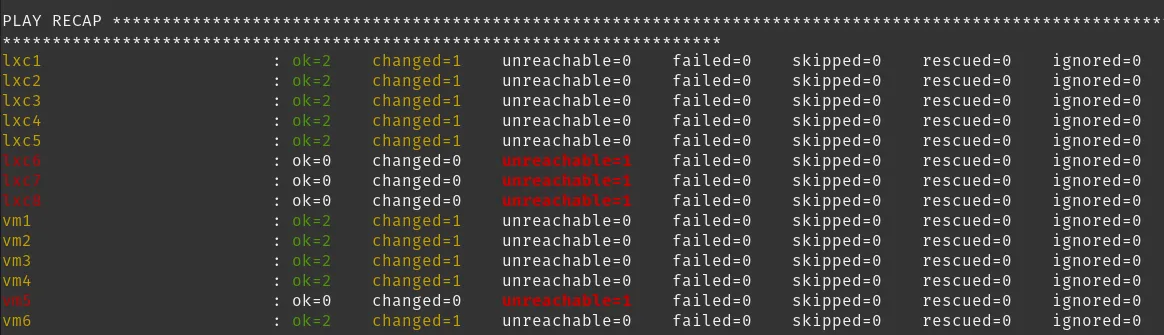 PLAY RECAP *********************************************************************************************************
************************************************************************
lxc1 : ok=2 changed=1 unreachable=0 failed=0 skipped=0 rescued=0 ignored=0
lxc2 : ok=2 changed=1 unreachable=0 failed=0 skipped=0 rescued=0 ignored=0
lxc3 : ok=2 changed=1 unreachable=0 failed=0 skipped=0 rescued=0 ignored=0
lxc4 : ok=2 changed=1 unreachable=0 failed=0 skipped=0 rescued=0 ignored=0
lxc5 : ok=2 changed=1 unreachable=0 failed=0 skipped=0 rescued=0 ignored=0
lxc6 : ok=0 changed=0 unreachable=1 failed=0 skipped=0 rescued=0 ignored=0
lxc7 : ok=0 changed=0 unreachable=1 failed=0 skipped=0 rescued=0 ignored=0
: ok=0 changed=0 unreachable=1 failed=0 skipped=0 rescued=0 ignored=0
vm1 : ok=2 changed=1 unreachable=0 failed=0 skipped=0 rescued=0 ignored=0
vm2 : ok=2 changed=1 unreachable=0 failed=0 skipped=0 rescued=0 ignored=0
vm3 : ok=2 changed=1 unreachable=0 failed=0 skipped=0 rescued=0 ignored=0
vm4 : ok=2 changed=1 unreachable=0 failed=0 skipped=0 rescued=0 ignored=0
vm5 : ok=0 changed=0 unreachable=1 failed=0 skipped=0 rescued=0 ignored=0
vm6 : ok=2 changed=1 unreachable=0 failed=0 skipped=0 rescued=0 ignored=0